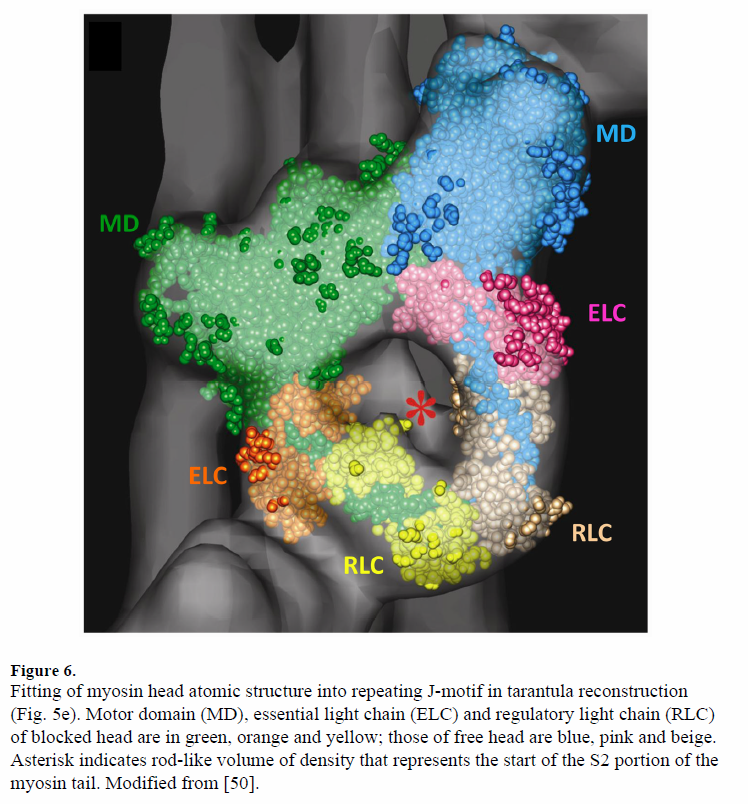 MD
MD
ELC
*
ELC
RLC
RLC
Figure 6.
Fitting of myosin head atomic structure into repeating J-motif in tarantula reconstruction
(Fig. 5e). Motor domain (MD), essential light chain (ELC) and regulatory light chain (RLC)
of blocked head are in green, orange and yellow; those of free head are blue, pink and beige.
Asterisk indicates rod-like volume of density that represents the start of the S2 portion of the
myosin tail. Modified from [50].